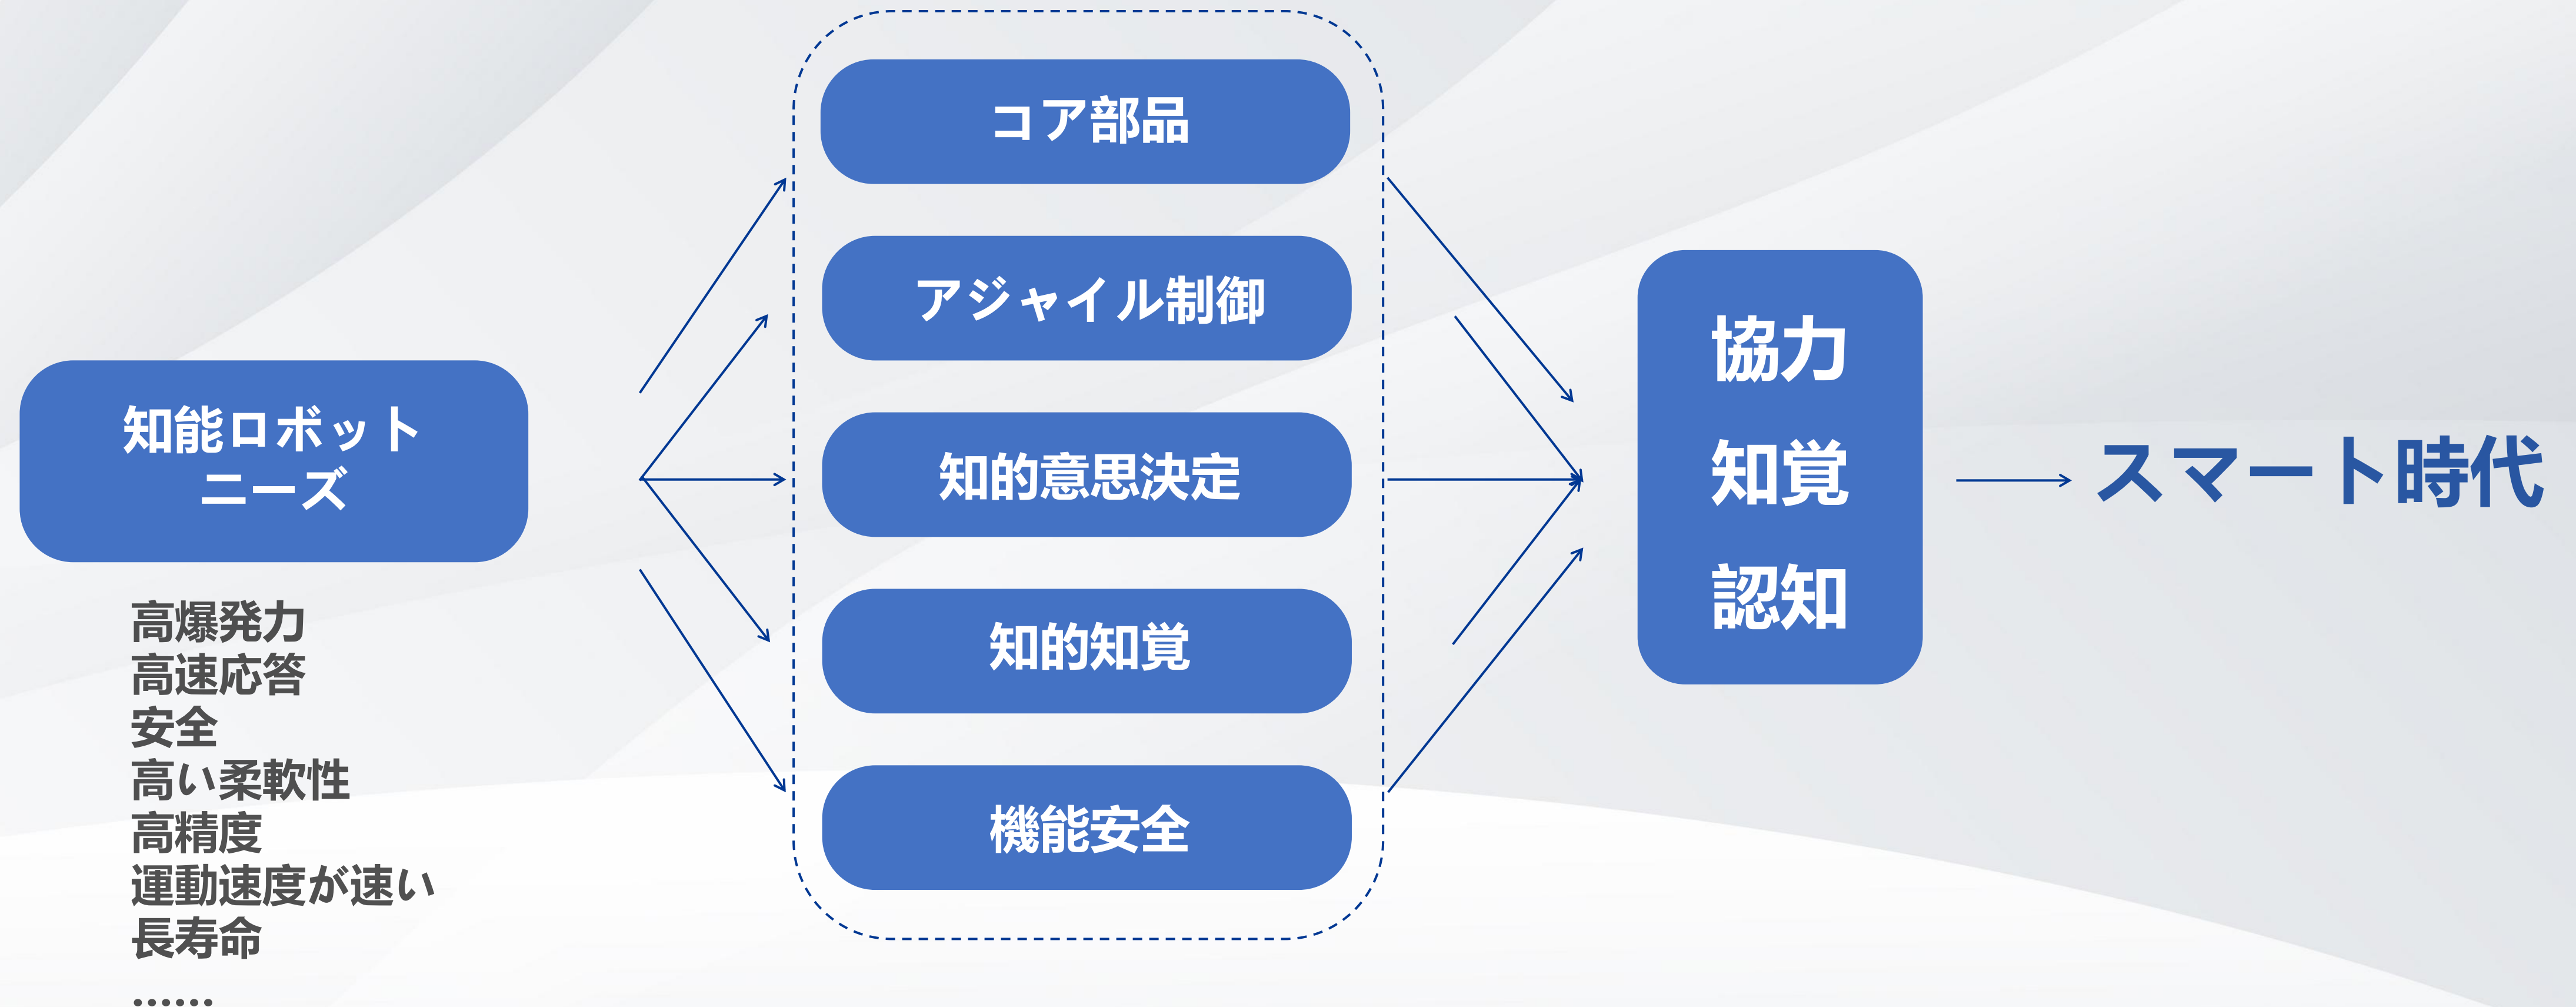 知能ロボット
ニーズ
高爆発力
高速応答
安全
高い柔軟性
高精度
運動速度が速い
長寿命
......
コア部品
アジャイル制御
知的意思決定
知的知覚
機能安全
協力
知覚
認知
スマート時代